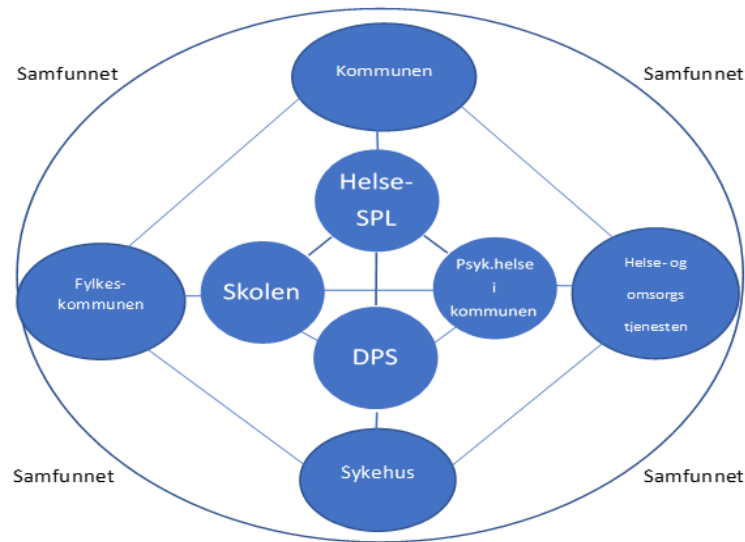 Samfunnet
Kommunen
Samfunnet
Helse-
SPL
Fylkes-
kommunen
Skolen
Psyk.helse
i
kommunen
Helse- og
omsorgs
tjenesten
DPS
Samfunnet
Sykehus
Samfunnet